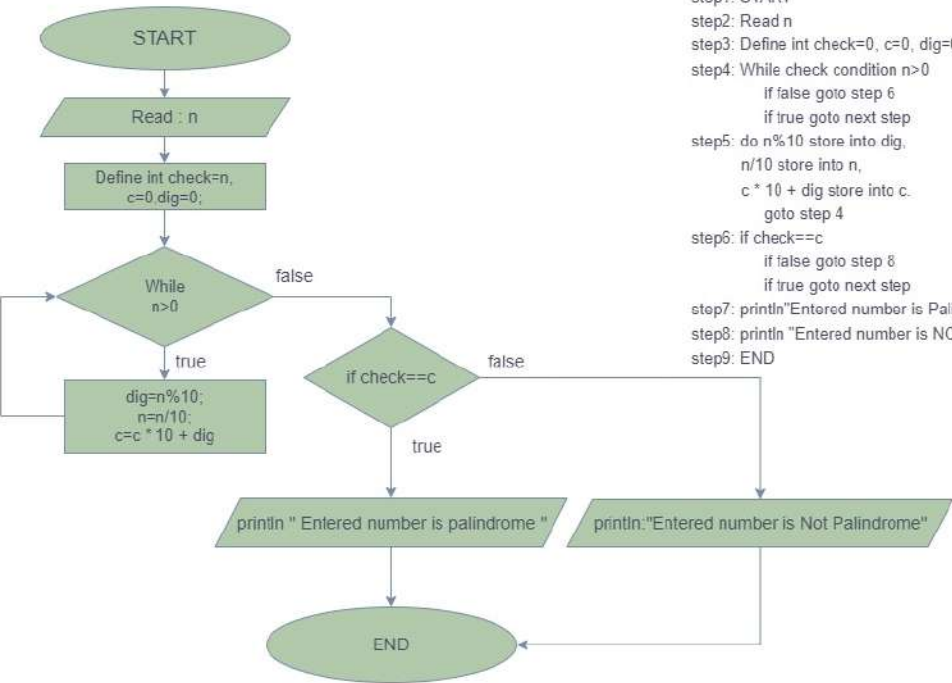 START
Read : n
Define int check=n,
c=0,dig=0;
While
n>0
false
true
dig=n%10;
n=n/10;
c=c * 10 + dig
if check==c
false
true
println " Entered number is palindrome "
println:"Entered number is Not Palindrome"
END
step1: START
step2: Read n
step3: Define int check=0, c=0, dig=
step4: While check condition n>0
if false goto step 6
if true goto next step
step5: do n%10 store into dig,
n/10 store into n,
c * 10 + dig store into c.
goto step 4
step6: if check==c
if false goto step 8
if true goto next step
step7: println"Entered number is Pal
step8: println "Entered number is NO
step9: END